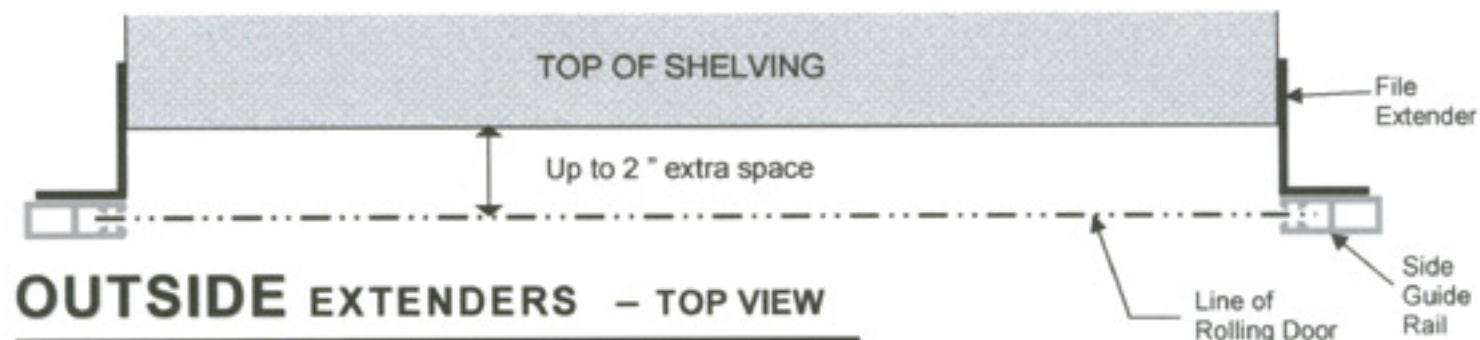 TOP OF SHELVING
File
Extender
Up to 2 " extra space
OUTSIDE EXTENDERS – TOP VIEW
Line of
Rolling Door
Side
Guide
Rail